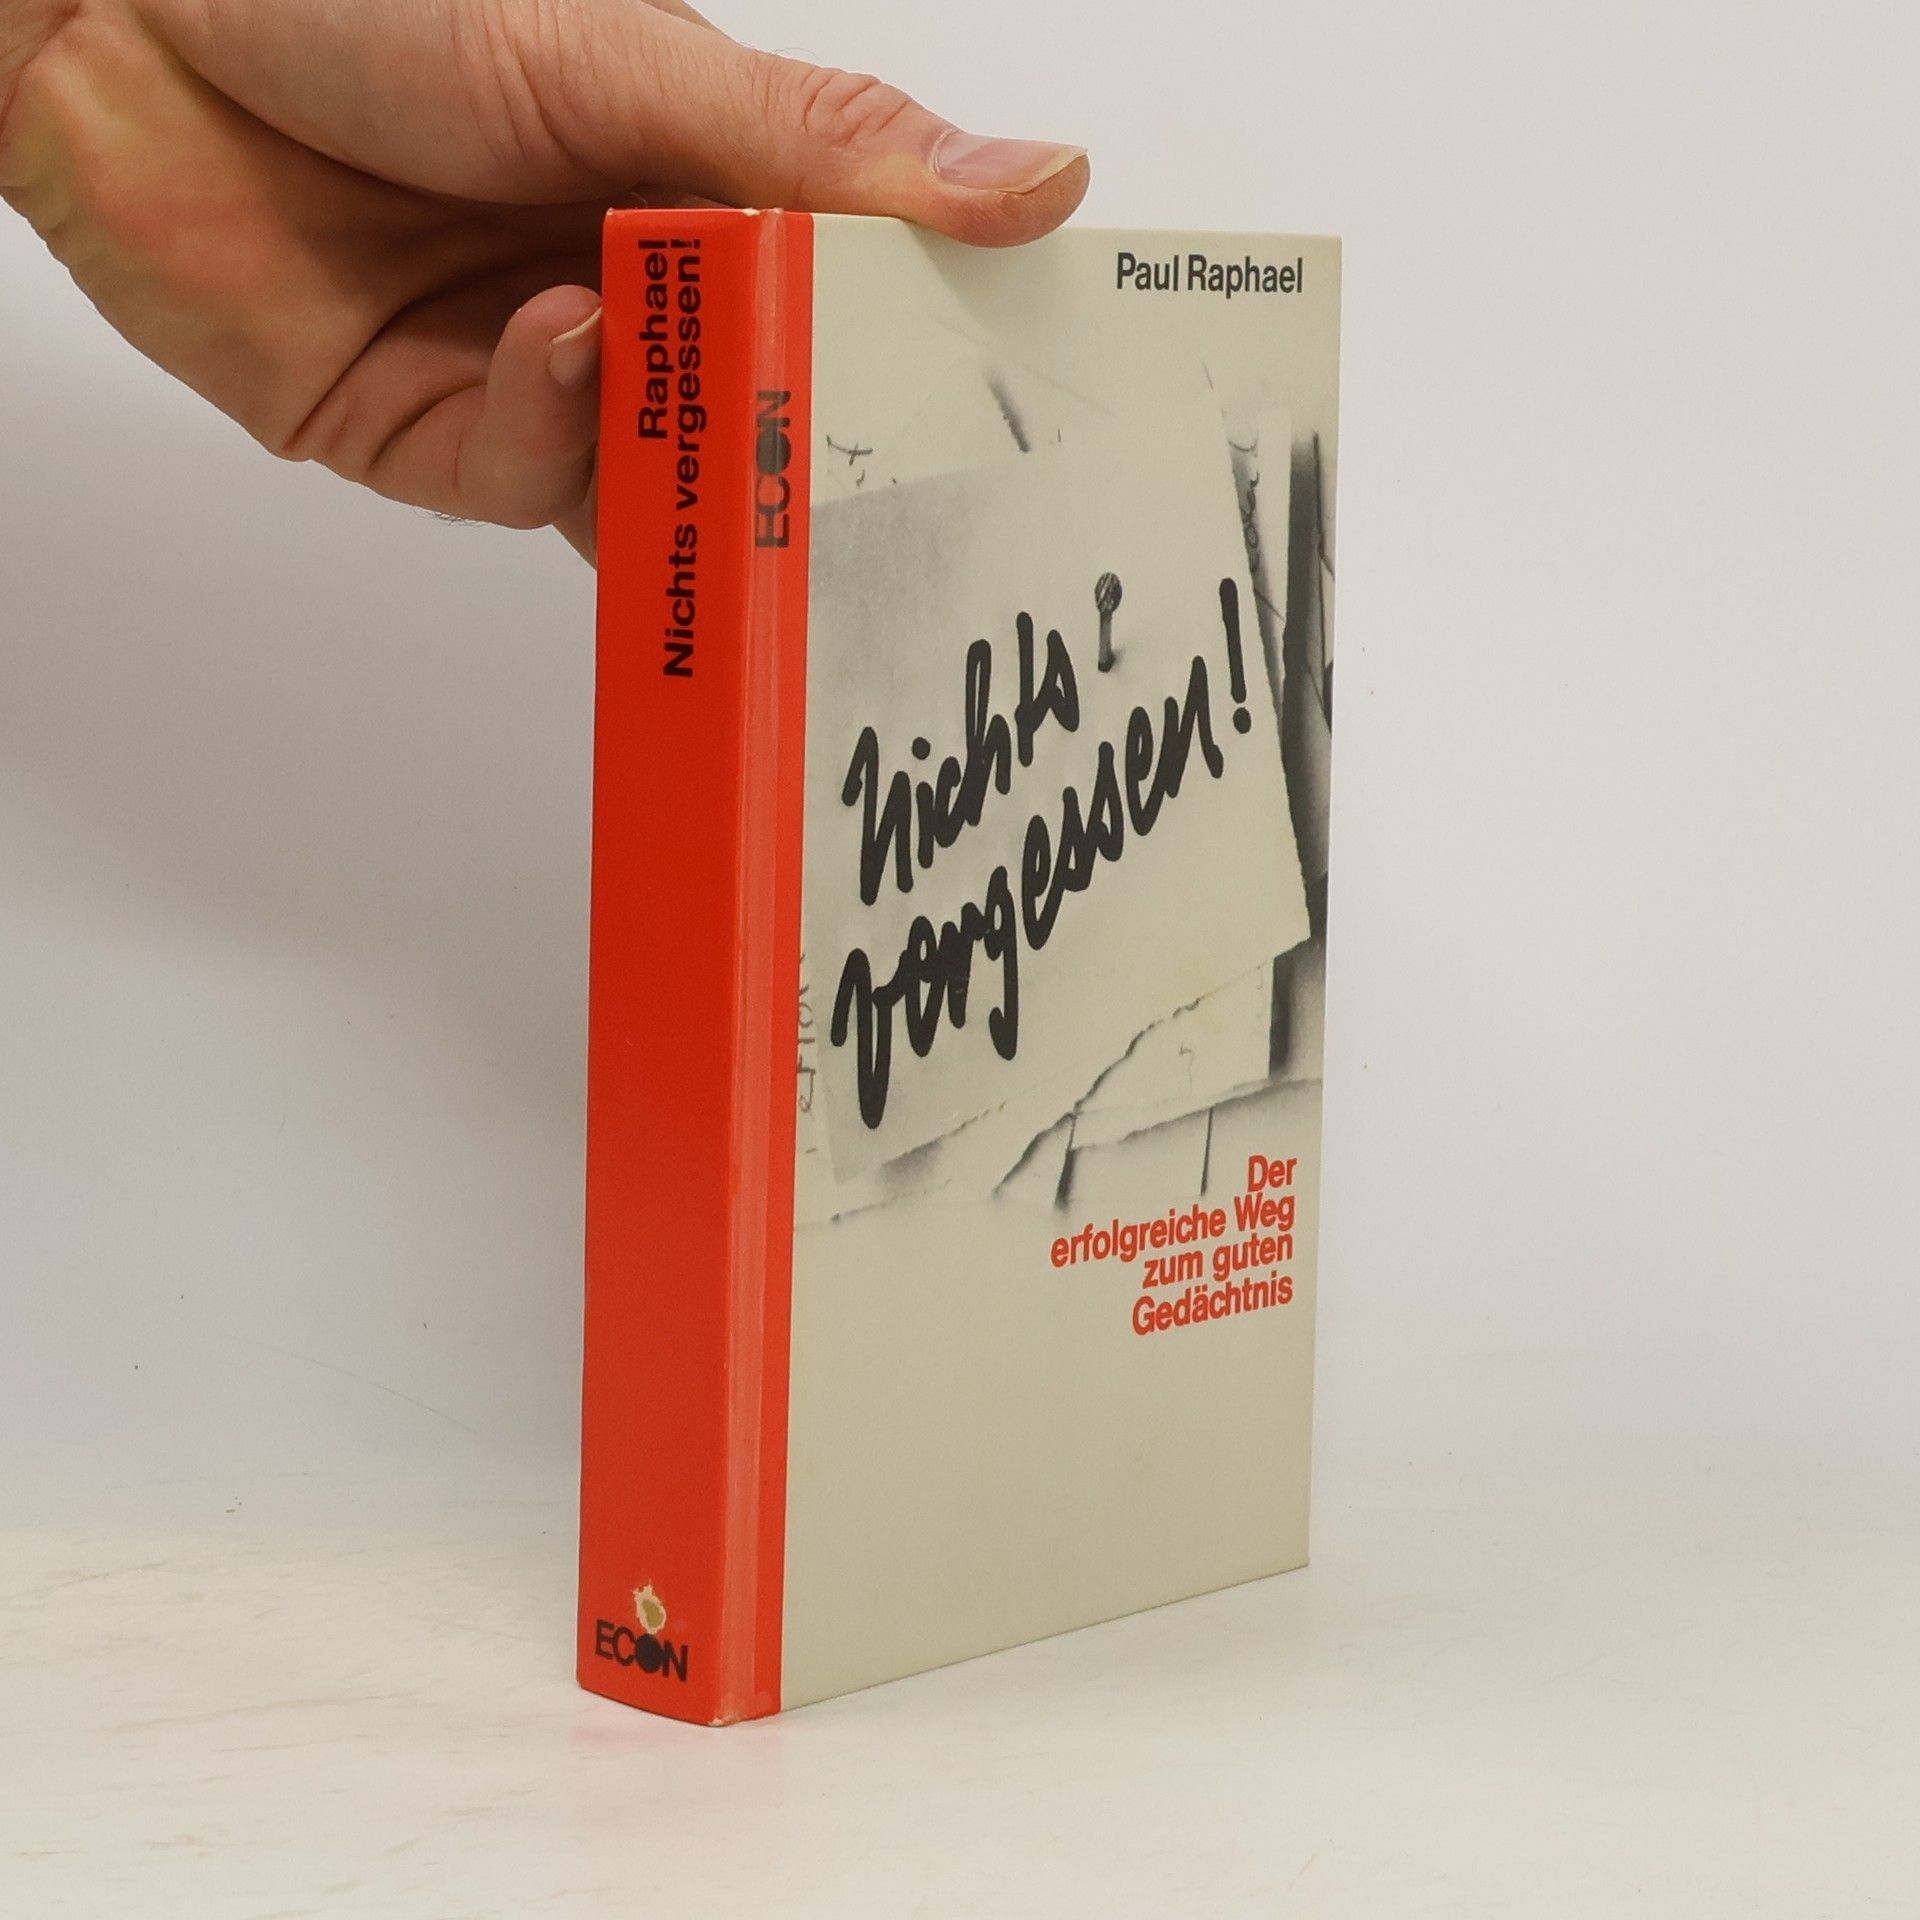 Raphael
Nichts vergessen!
ECON
ECON
Paul Raphael
Nichts
vergessen!
Der
erfolgreiche Weg
zum guten
Gedächtnis